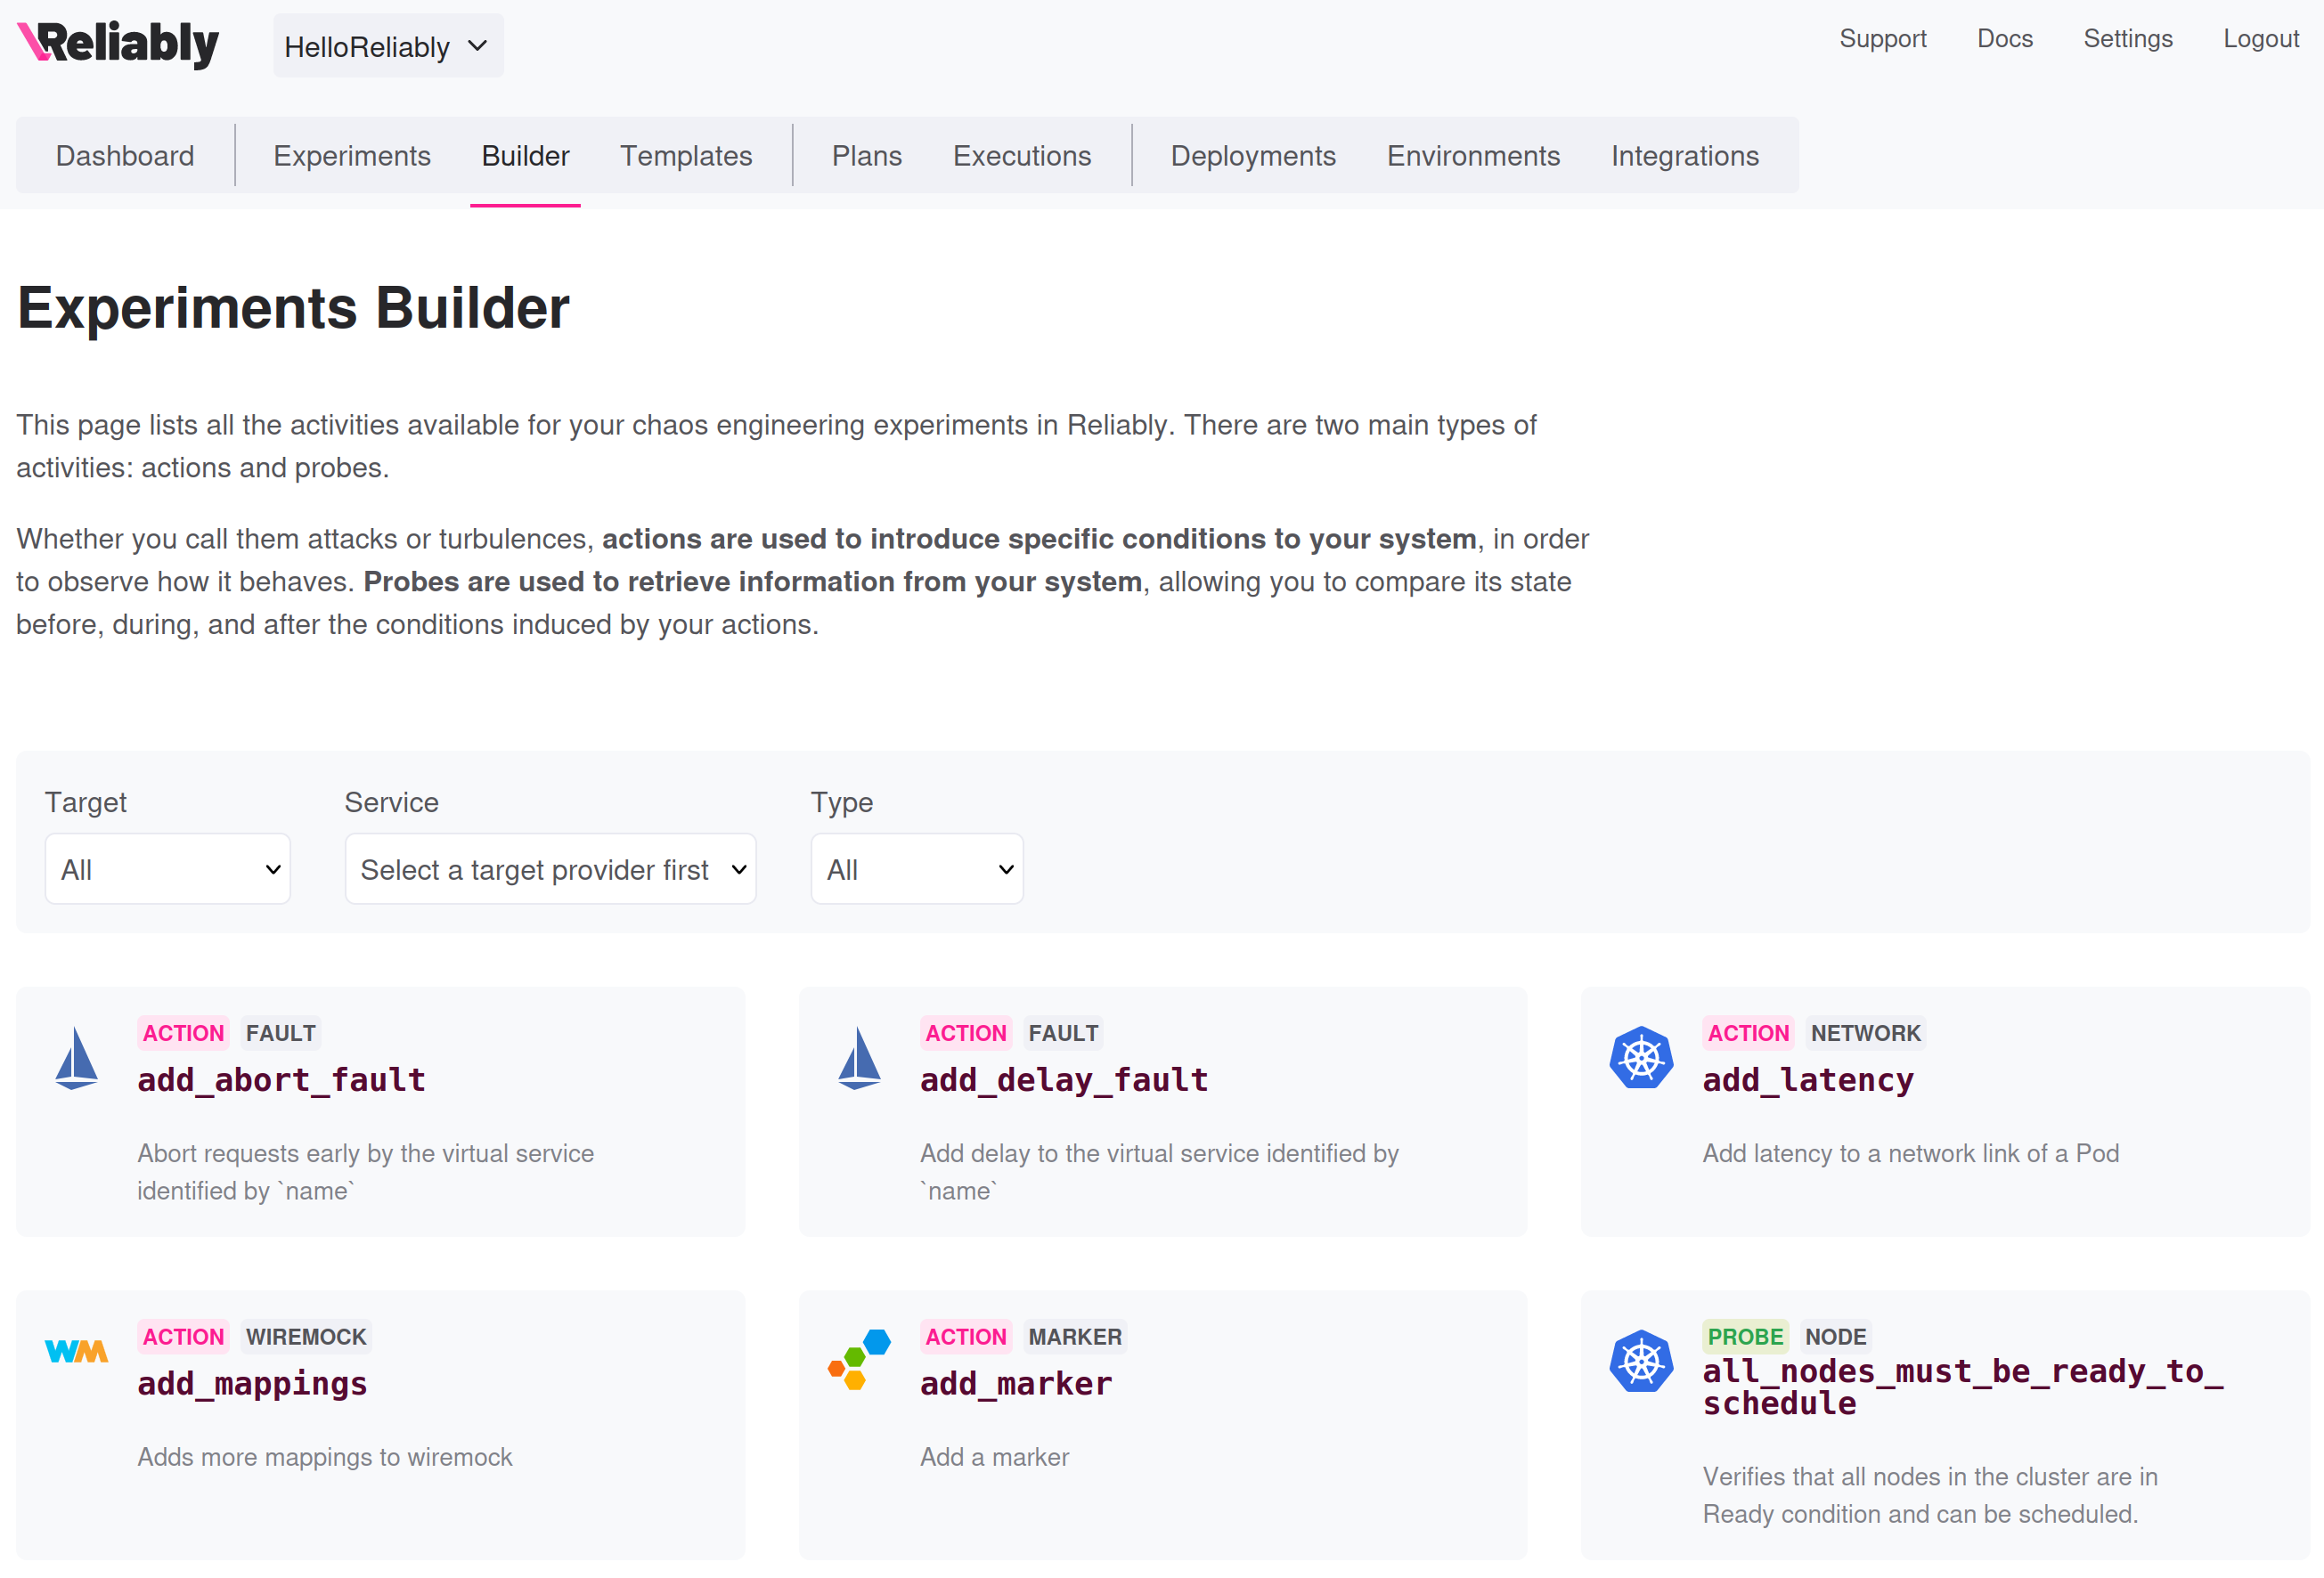 Reliably
HelloReliably
Support Docs Settings Logout
Dashboard Experiments Builder Templates Plans Executions Deployments Environments Integrations
Experiments Builder
This page lists all the activities available for your chaos engineering experiments in Reliably. There are two main types of
activities: actions and probes.
Whether you call them attacks or turbulences, actions are used to introduce specific conditions to your system, in order
to observe how it behaves. Probes are used to retrieve information from your system, allowing you to compare its state
before, during, and after the conditions induced by your actions.
Target Service Type
All Select a target provider first All
ACTION FAULT
add_abort_fault
Abort requests early by the virtual service
identified by `name`
ACTION FAULT
add_delay_fault
Add delay to the virtual service identified by
`name`
ACTION NETWORK
add_latency
Add latency to a network link of a Pod
WM
ACTION WIREMOCK
add_mappings
Adds more mappings to wiremock
ACTION MARKER
add_marker
Add a marker
PROBE NODE
all_nodes_must_be_ready_to_
schedule
Verifies that all nodes in the cluster are in
Ready condition and can be scheduled.